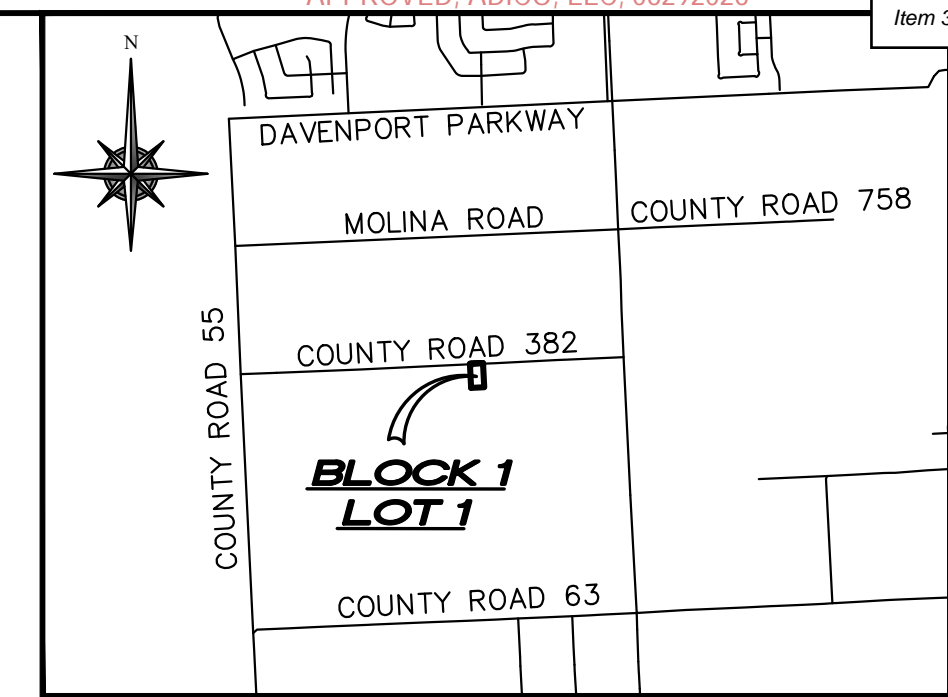 Item 3
N
DAVENPORT PARKWAY
MOLINA ROAD
COUNTY ROAD 758
COUNTY ROAD 55
COUNTY ROAD 382
BLOCK 1
LOT 1
COUNTY ROAD 63